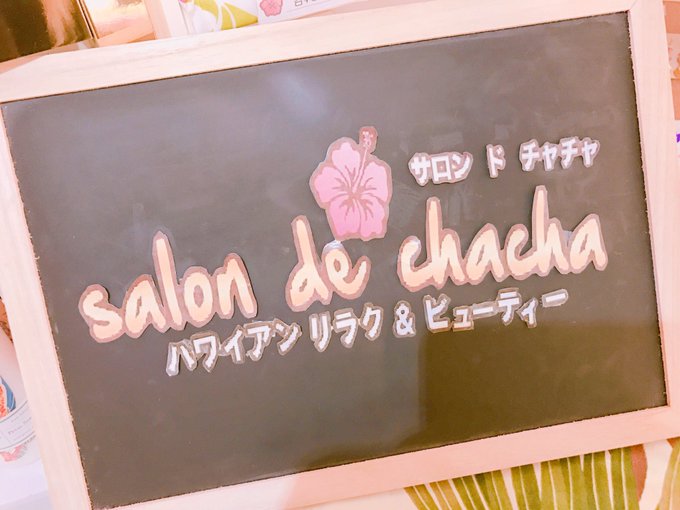 サロン ド チャチャ
salon de chacha
ハワイアン リラク & ビューティー